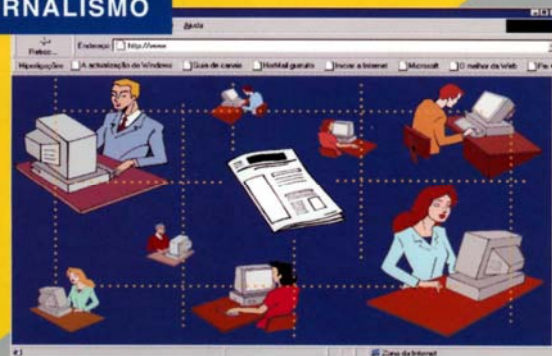 RNALISMO
Ajuda
Endereço http://www
Hiperligações A actualização do Windows Guia de canais HotMail gratuito Iniciar a Internet Microsoft O melhor da Web
Zona da Internet